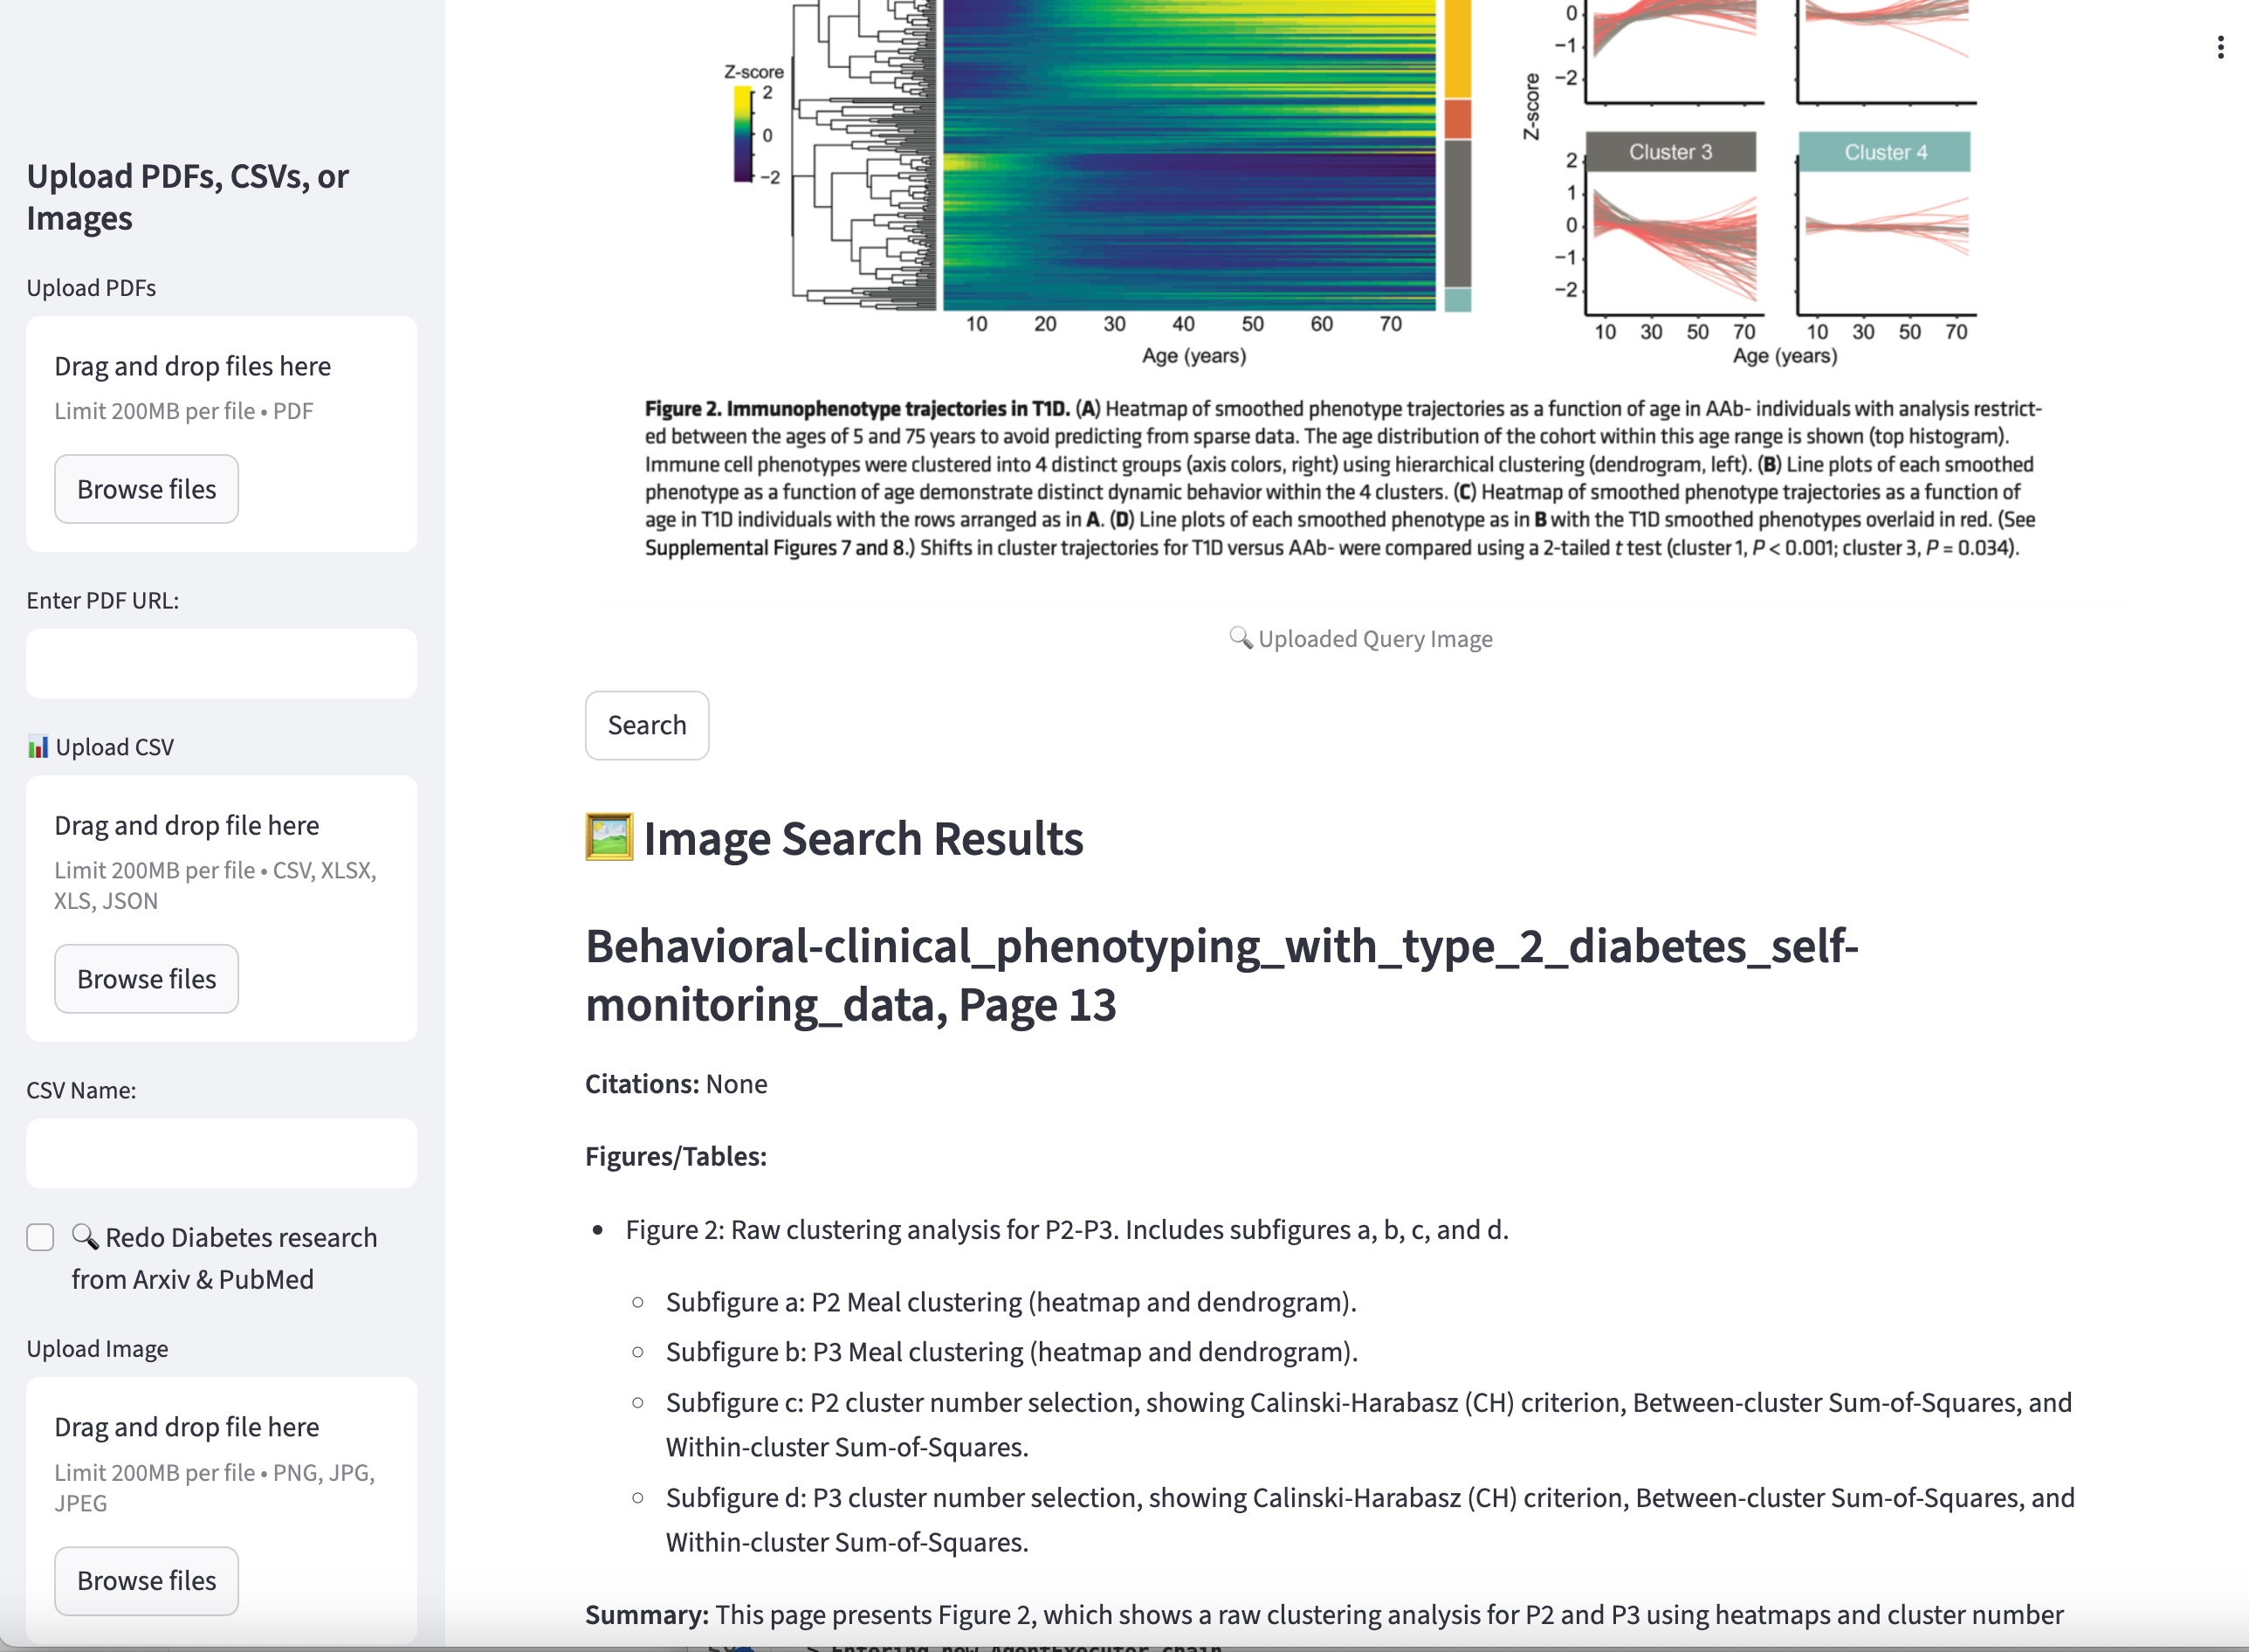 Upload PDFs, CSVs, or
Images
Upload PDFs
Drag and drop files here
Limit 200MB per file • PDF
Browse files
Enter PDF URL:
📊 Upload CSV
Drag and drop file here
Limit 200MB per file • CSV, XLSX,
XLS, JSON
Browse files
CSV Name:
🔍 Redo Diabetes research
from Arxiv & PubMed
Upload Image
Drag and drop file here
Limit 200MB per file • PNG, JPG,
JPEG
Browse files
Z-score
2
0
−2
10 20 30 40 50 60 70
Age (years)
Z-score
0
−1
−2
Cluster 3
Cluster 4
2
1
0
−1
−2
10 30 50 70
10 30 50 70
Age (years)
Figure 2. Immunophenotype trajectories in T1D. (A) Heatmap of smoothed phenotype trajectories as a function of age in AAb- individuals with analysis restrict-
ed between the ages of 5 and 75 years to avoid predicting from sparse data. The age distribution of the cohort within this age range is shown (top histogram).
Immune cell phenotypes were clustered into 4 distinct groups (axis colors, right) using hierarchical clustering (dendrogram, left). (B) Line plots of each smoothed
phenotype as a function of age demonstrate distinct dynamic behavior within the 4 clusters. (C) Heatmap of smoothed phenotype trajectories as a function of
age in T1D individuals with the rows arranged as in A. (D) Line plots of each smoothed phenotype as in B with the T1D smoothed phenotypes overlaid in red. (See
Supplemental Figures 7 and 8.) Shifts in cluster trajectories for T1D versus AAb- were compared using a 2-tailed t test (cluster 1, P < 0.001; cluster 3, P = 0.034).
🔍 Uploaded Query Image
Search
🖼️ Image Search Results
Behavioral-clinical_phenotyping_with_type_2_diabetes_self-
monitoring_data, Page 13
Citations: None
Figures/Tables:
• Figure 2: Raw clustering analysis for P2-P3. Includes subfigures a, b, c, and d.
○ Subfigure a: P2 Meal clustering (heatmap and dendrogram).
○ Subfigure b: P3 Meal clustering (heatmap and dendrogram).
○ Subfigure c: P2 cluster number selection, showing Calinski-Harabasz (CH) criterion, Between-cluster Sum-of-Squares, and
Within-cluster Sum-of-Squares.
○ Subfigure d: P3 cluster number selection, showing Calinski-Harabasz (CH) criterion, Between-cluster Sum-of-Squares, and
Within-cluster Sum-of-Squares.
Summary: This page presents Figure 2, which shows a raw clustering analysis for P2 and P3 using heatmaps and cluster number